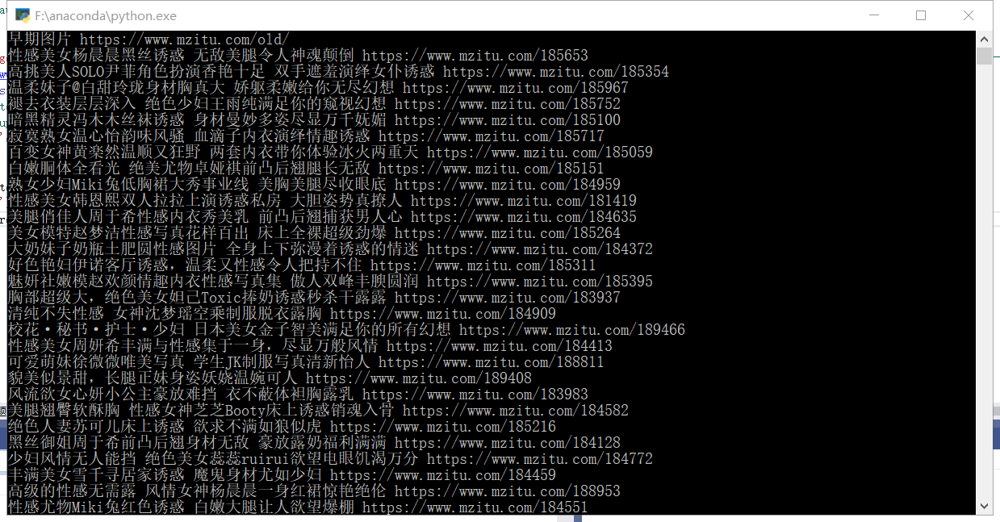 F:\anaconda\python.exe
早期图片 https://www.mzitu.com/old/
性感美女杨晨晨黑丝诱惑 无敌美腿令人神魂颠倒 https://www.mzitu.com/185653
高挑美人SOLO尹菲角色扮演香艳十足 双手遮羞演绎女仆诱惑 https://www.mzitu.com/185354
温柔妹子@白甜玲珑身材胸真大 娇躯柔嫩给你无尽幻想 https://www.mzitu.com/185967
褪去衣装层层深入 绝色少妇王雨纯满足你的窥视幻想 https://www.mzitu.com/185752
暗黑精灵冯木木丝袜诱惑 身材曼妙多姿尽显万千妩媚 https://www.mzitu.com/185100
寂寞熟女温心怡韵味风骚 血滴子内衣演绎情趣诱惑 https://www.mzitu.com/185717
百变女神黄楽然温顺又狂野 两套内衣带你体验冰火两重天 https://www.mzitu.com/185059
白嫩胴体全看光 绝美尤物卓娅祺前凸后翘腿长无敌 https://www.mzitu.com/185151
熟女少妇Miki兔低胸裙大秀事业线 美胸美腿尽收眼底 https://www.mzitu.com/184959
性感美女韩恩熙双人拉拉上演诱惑私房 大胆姿势真撩人 https://www.mzitu.com/181419
美腿俏佳人周于希性感内衣秀美乳 前凸后翘捕获男人心 https://www.mzitu.com/184635
美女模特赵梦洁性感写真花样百出 床上全裸超级劲爆 https://www.mzitu.com/185264
大奶妹子奶瓶土肥圆性感图片 全身上下弥漫着诱惑的情迷 https://www.mzitu.com/184372
好色艳妇伊诺客厅诱惑，温柔又性感令人把持不住 https://www.mzitu.com/185311
魅妍社嫩模赵欢颜情趣内衣性感写真集 傲人双峰丰腴圆润 https://www.mzitu.com/185395
胸部超级大，绝色美女妲己Toxic捧奶诱惑秒杀干露露 https://www.mzitu.com/183937
清纯不失性感 女神沈梦瑶空乘制服脱衣露胸 https://www.mzitu.com/184909
校花·秘书·护士·少妇 日本美女金子智美满足你的所有幻想 https://www.mzitu.com/189466
性感美女周妍希丰满与性感集于一身，尽显万般风情 https://www.mzitu.com/184413
可爱萌妹徐微微唯美写真 学生JK制服写真清新怡人 https://www.mzitu.com/188811
貌美似景甜，长腿正妹身姿妖娆温婉可人 https://www.mzitu.com/189408
风流欲女心妍小公主豪放难挡 衣不蔽体袒胸露乳 https://www.mzitu.com/183983
美腿翘臀软酥胸 性感女神芝芝Booty床上诱惑销魂入骨 https://www.mzitu.com/184582
绝色人妻苏可儿床上诱惑 欲求不满如狼似虎 https://www.mzitu.com/185216
黑丝御姐周于希前凸后翘身材无敌 豪放露奶福利满满 https://www.mzitu.com/184128
少妇风情无人能挡 绝色美女蕊蕊ruirui欲望电眼饥渴万分 https://www.mzitu.com/184772
丰满美女雪千寻居家诱惑 魔鬼身材尤如少妇 https://www.mzitu.com/184459
高级的性感无需露 风情女神杨晨晨一身红裙惊艳绝伦 https://www.mzitu.com/188953
性感尤物Miki兔红色诱惑 白嫩大腿让人欲望爆棚 https://www.mzitu.com/184551